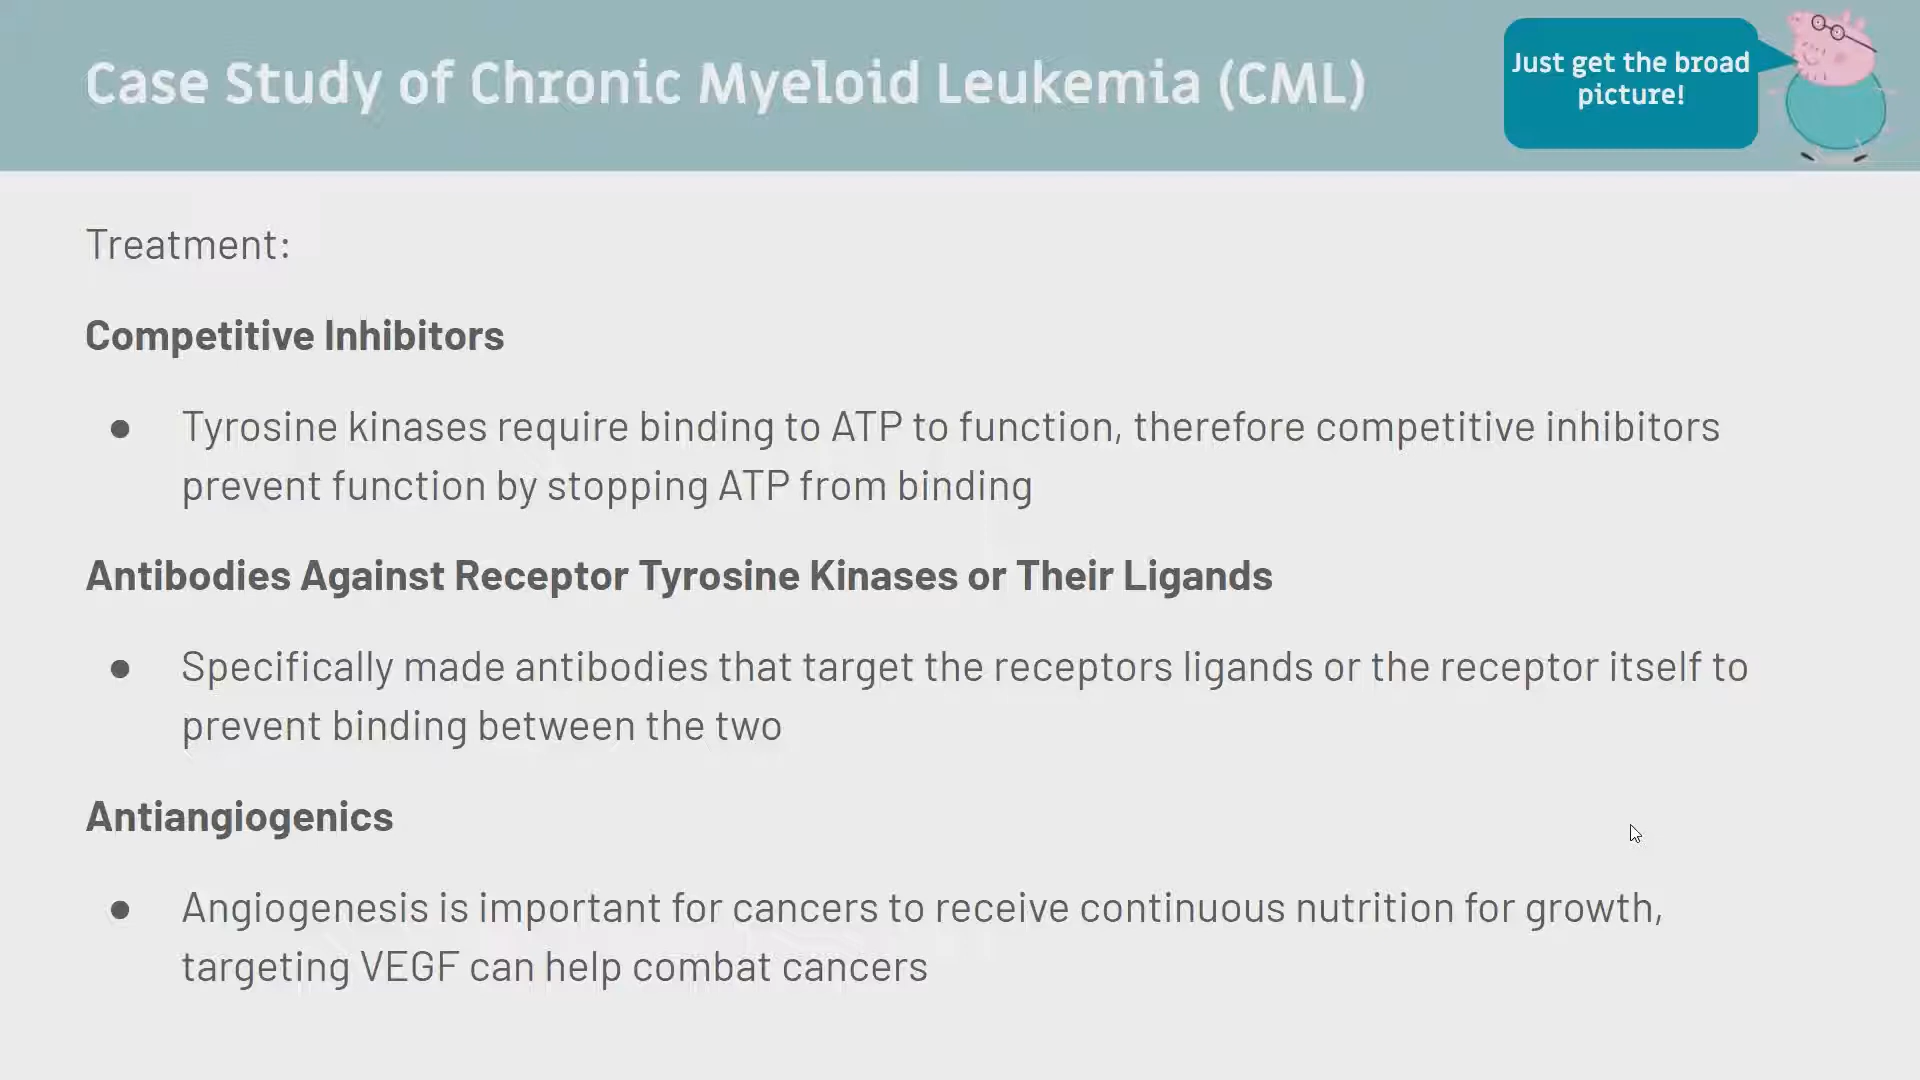 Case Study of Chronic Myeloid Leukemia (CML)
Just get the broad
picture!
Treatment:
Competitive Inhibitors
● Tyrosine kinases require binding to ATP to function, therefore competitive inhibitors
prevent function by stopping ATP from binding
Antibodies Against Receptor Tyrosine Kinases or Their Ligands
● Specifically made antibodies that target the receptors ligands or the receptor itself to
prevent binding between the two
Antiangiogenics
● Angiogenesis is important for cancers to receive continuous nutrition for growth,
targeting VEGF can help combat cancers